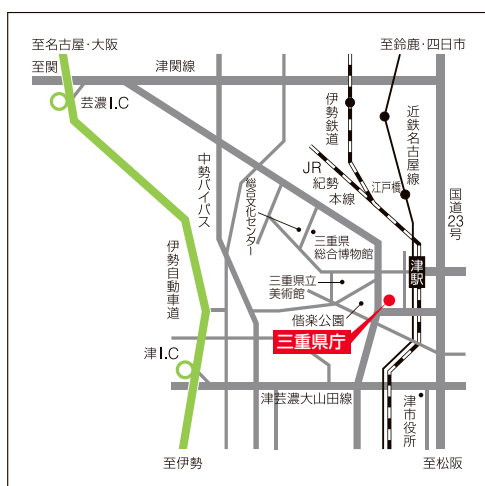 至名古屋・大阪
至鈴鹿・四日市
至関
津関線
芸濃I.C
伊勢鉄道
近鉄名古屋線
中勢バイパス
JR
紀勢
本線
江戸橋
国道23号
総合文化センター
三重県
総合博物館
伊勢自動車道
三重県立
美術館
津駅
偕楽公園
三重県庁
津I.C
津芸濃大山田線
津市役所
至伊勢
至松阪